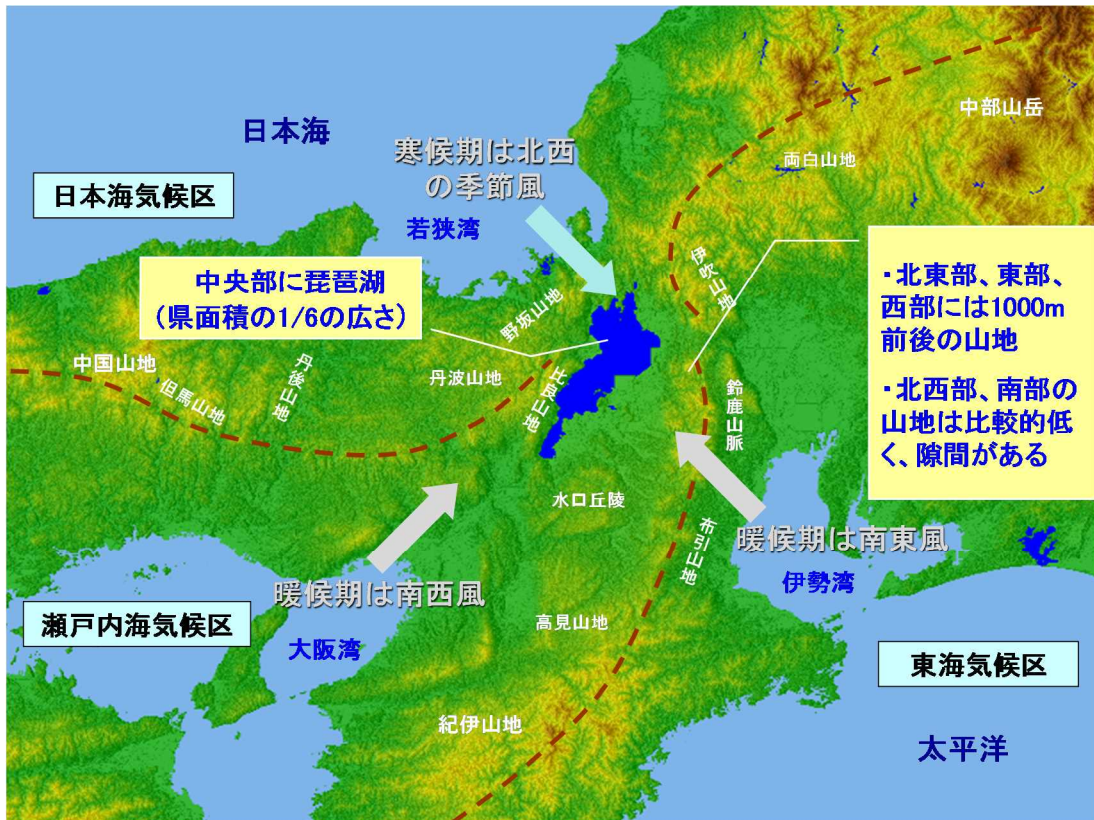 日本海
中部山岳
寒候期は北西
の季節風
両白山地
日本海気候区
若狭湾
中央部に琵琶湖
(県面積の1/6の広さ)
伊吹山地
・北東部、東部、
西部には1000m
前後の山地
・北西部、南部の
山地は比較的低
く、隙間がある
野坂山地
中国山地
但馬山地
丹後山地
丹波山地
比良山地
鈴鹿山脈
水口丘陵
布引山地
暖候期は南東風
伊勢湾
暖候期は南西風
瀬戸内海気候区
大阪湾
高見山地
東海気候区
紀伊山地
太平洋